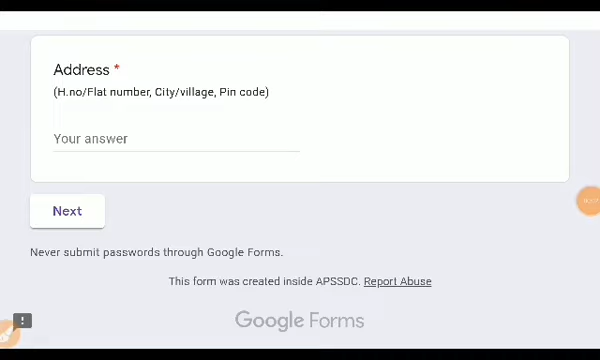 Address *
(H.no/Flat number, City/village, Pin code)
Your answer
Next
Never submit passwords through Google Forms.
This form was created inside APSSDC. Report Abuse
Google Forms